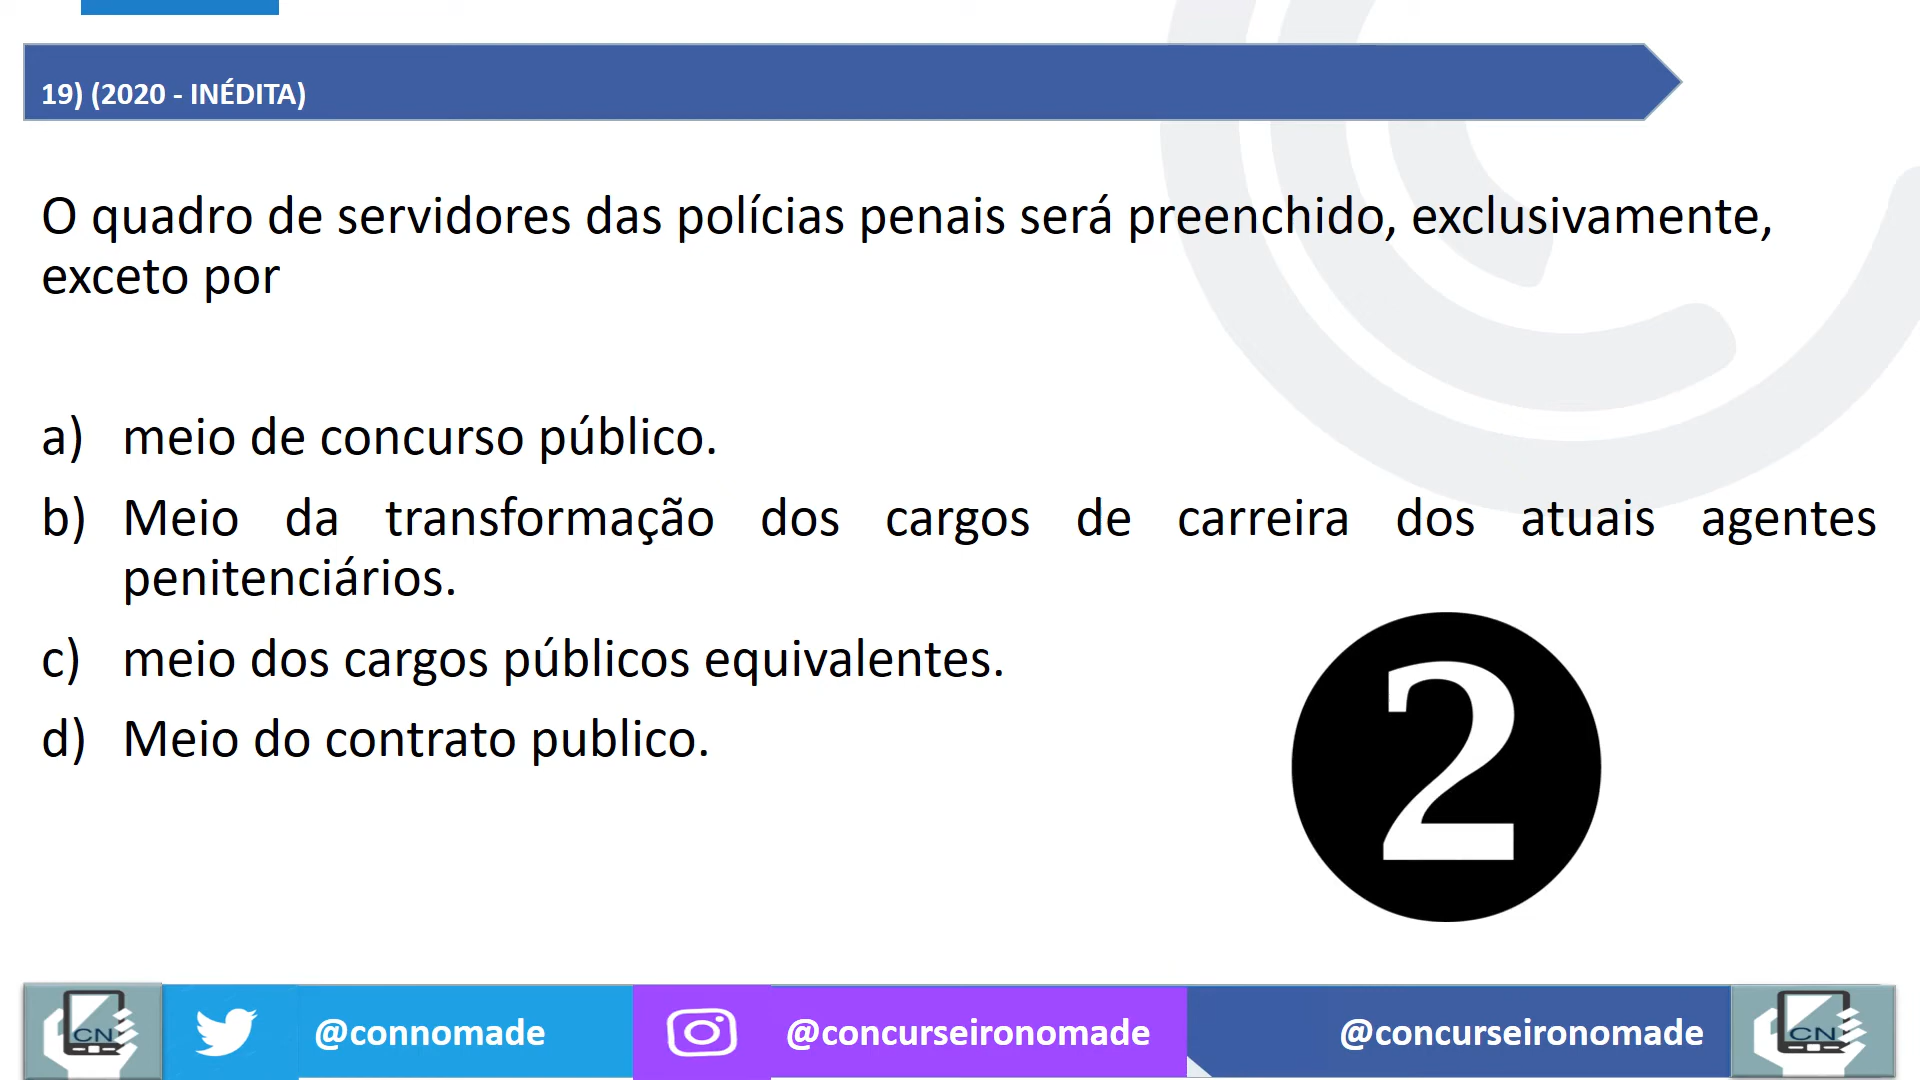 19) (2020 - INÉDITA)
O quadro de servidores das polícias penais será preenchido, exclusivamente,
exceto por
a) meio de concurso público.
b) Meio da transformação dos cargos de carreira dos atuais agentes
penitenciários.
c) meio dos cargos públicos equivalentes.
d) Meio do contrato publico.
2
CN @connomade @concurseironomade @concurseironomade CN